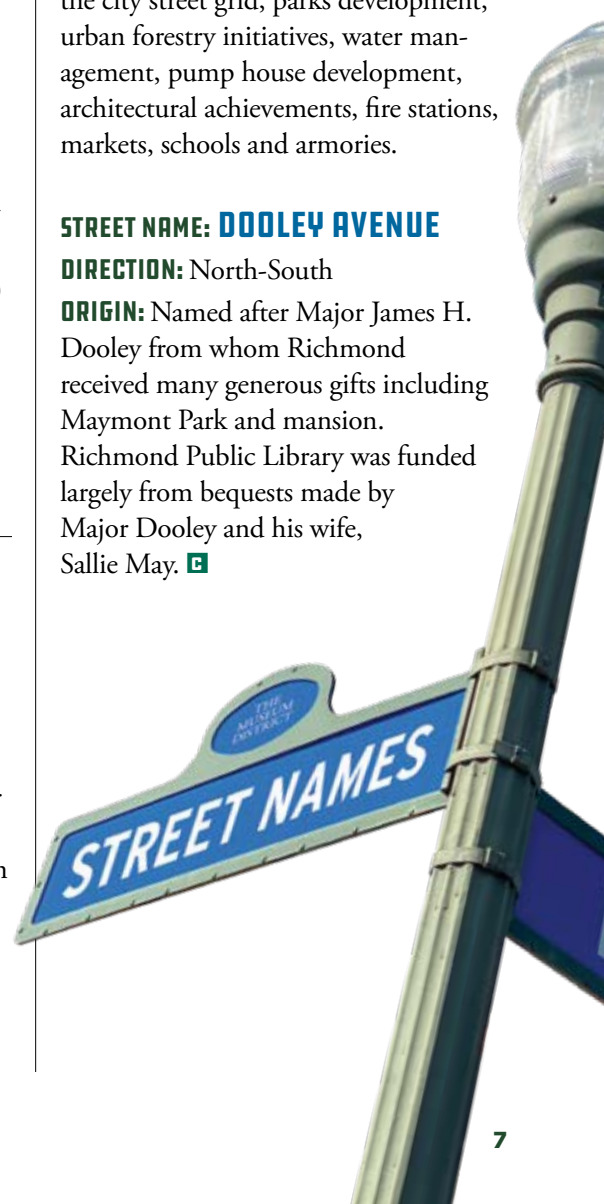 the city street grid, parks development,
urban forestry initiatives, water man-
agement, pump house development,
architectural achievements, fire stations,
markets, schools and armories.
STREET NAME: DOOLEY AVENUE
DIRECTION: North-South
ORIGIN: Named after Major James H.
Dooley from whom Richmond
received many generous gifts including
Maymont Park and mansion.
Richmond Public Library was funded
largely from bequests made by
Major Dooley and his wife,
Sallie May. C
THE
MUSEUM
DISTRICT
STREET NAMES
7